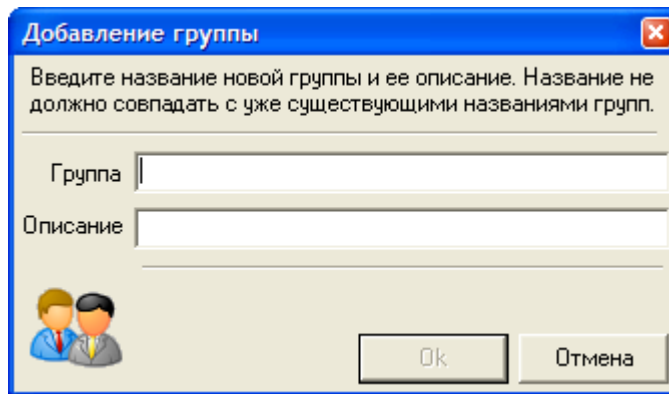 Добавление группы
Введите название новой группы и ее описание. Название не
должно совпадать с уже существующими названиями групп.
Группа
Описание
Ok
Отмена